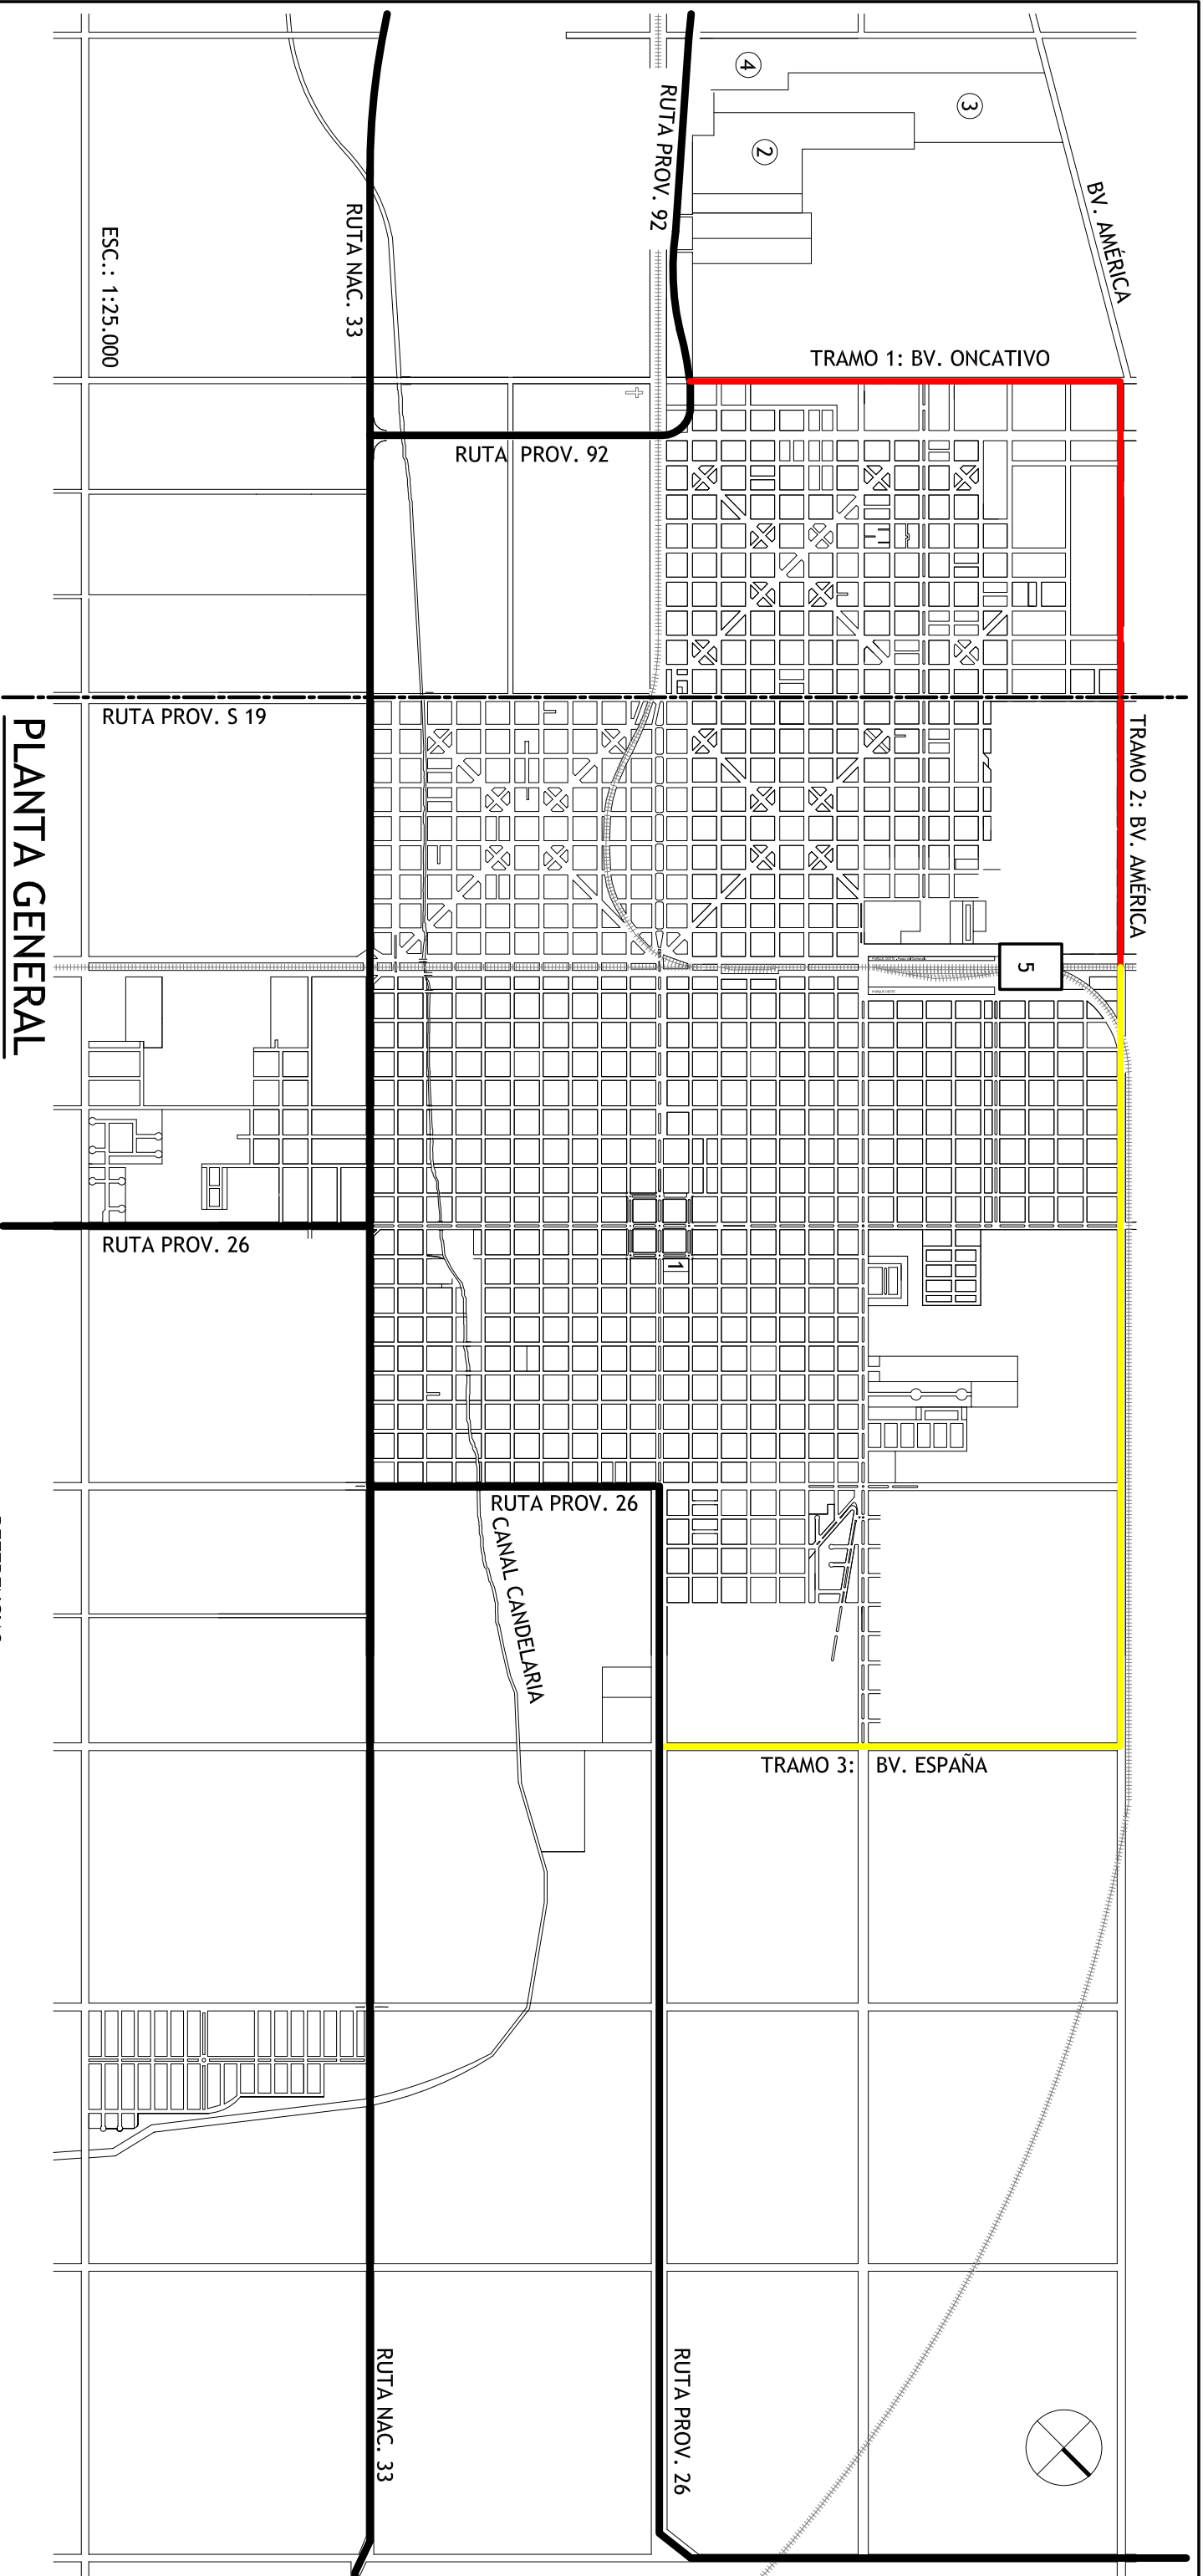 4
3
2
RUTA PROV. 92
BV. AMÉRICA
RUTA NAC. 33
ESC.: 1:25.000
TRAMO 1: BV. ONCATIVO
RUTA PROV. 92
RUTA PROV. S 19
PLANTA GENERAL
TRAMO 2: BV. AMÉRICA
5
RUTA PROV. 26
1
RUTA PROV. 26
CANAL CANDELARIA
TRAMO 3: BV. ESPAÑA
RUTA NAC. 33
RUTA PROV. 26